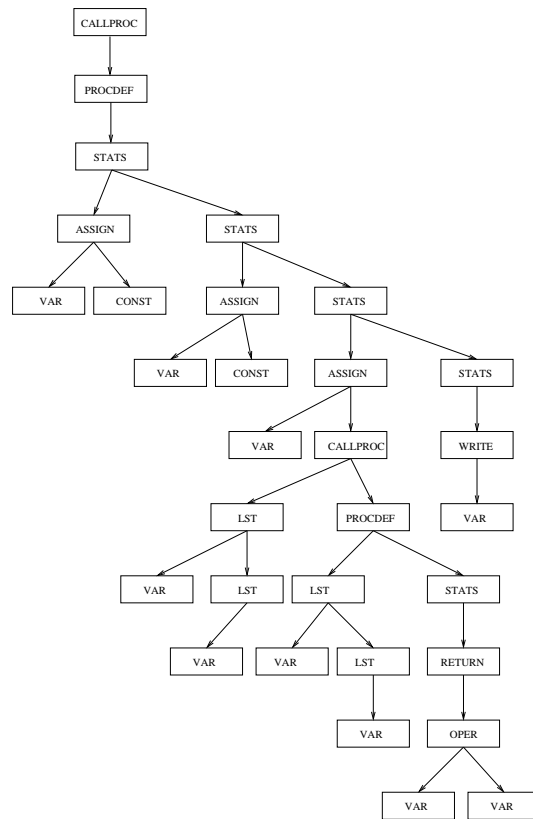 CALLPROC
PROCDEF
STATS
ASSIGN STATS
VAR CONST ASSIGN STATS
VAR CONST ASSIGN STATS
VAR CALLPROC WRITE
LST PROCDEF VAR
VAR LST LST STATS
VAR VAR LST RETURN
VAR OPER
VAR VAR